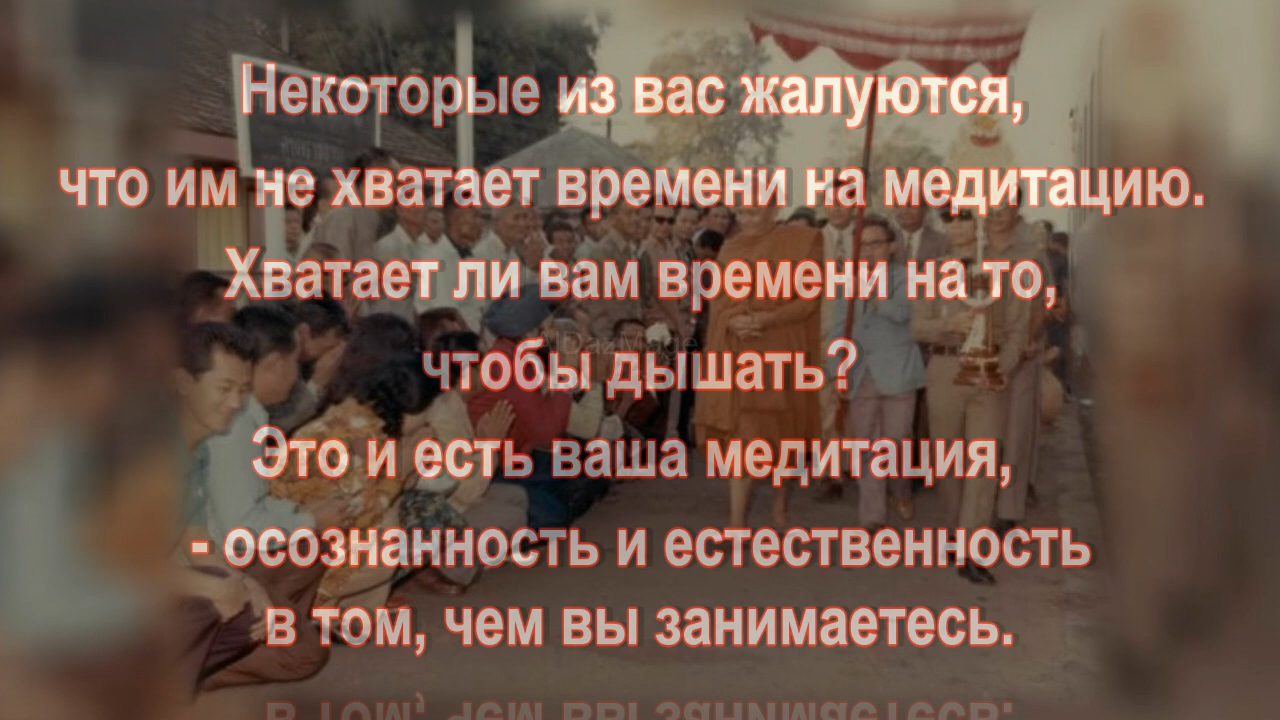 Некоторые из вас жалуются,
что им не хватает времени на медитацию.
Хватает ли вам времени на то,
чтобы дышать?
Это и есть ваша медитация,
- осознанность и естественность
в том, чем вы занимаетесь.